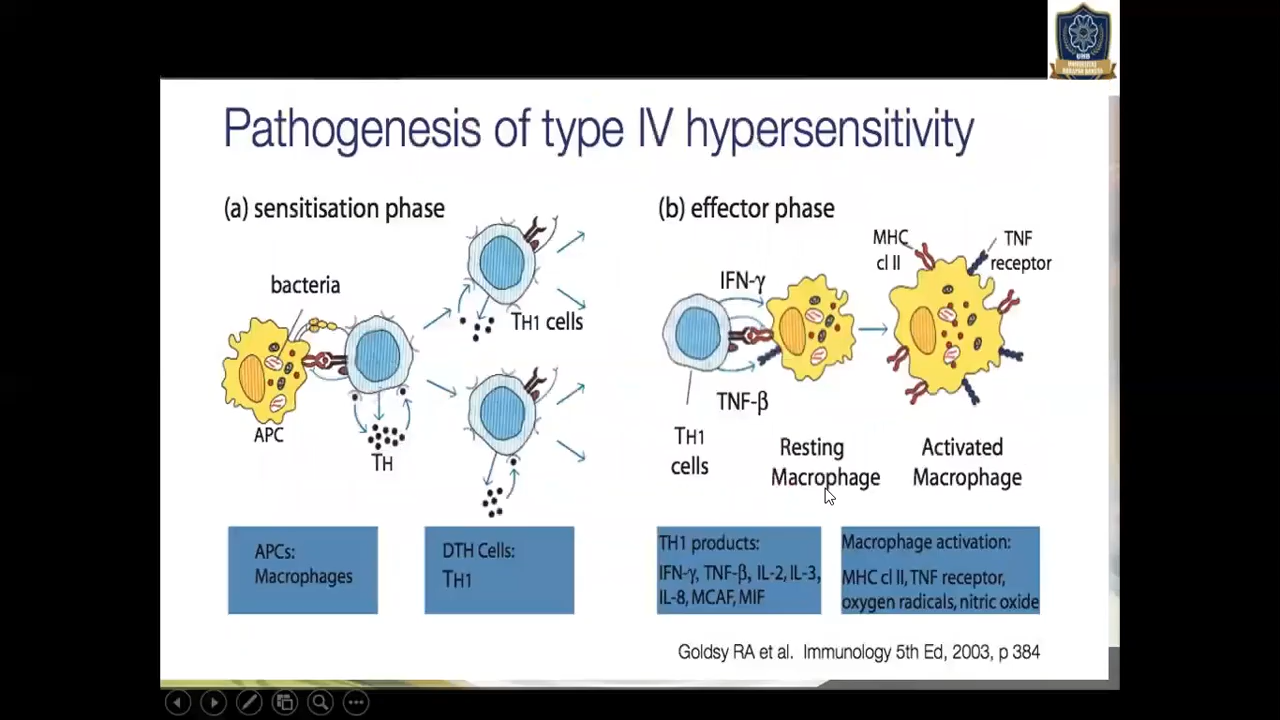 Pathogenesis of type IV hypersensitivity
(a) sensitisation phase
bacteria
APC
TH
TH1 cells
APCs:
Macrophages
DTH Cells:
TH1
(b) effector phase
MHC
cl II
TNF
receptor
IFN-γ
TNF-β
TH1
cells
Resting
Macrophage
Activated
Macrophage
TH1 products:
IFN-γ, TNF-β, IL-2, IL-3,
IL-8, MCAF, MIF
Macrophage activation:
MHC cl II, TNF receptor,
oxygen radicals, nitric oxide
Goldsy RA et al. Immunology 5th Ed, 2003, p 384